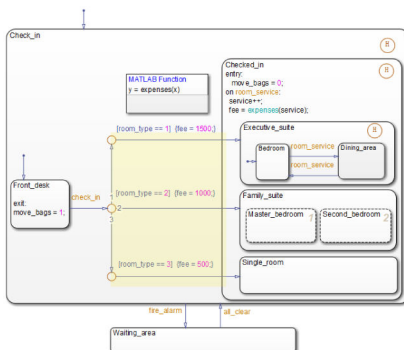 Check_in
H
Checked_in
H
entry:
move_bags = 0;
on room_service:
service++;
fee = expenses(service);
MATLAB Function
y = expenses(x)
[room_type == 1] {fee = 1500;}
Executive_suite
H
Bedroom
room_service
room_service
Dining_area
Front_desk
exit:
move_bags = 1;
check_in
1
2
3
[room_type == 2] {fee = 1000;}
Family_suite
Master_bedroom
1
Second_bedroom
2
[room_type == 3] {fee = 500;}
Single_room
fire_alarm
all_clear
Waiting_area